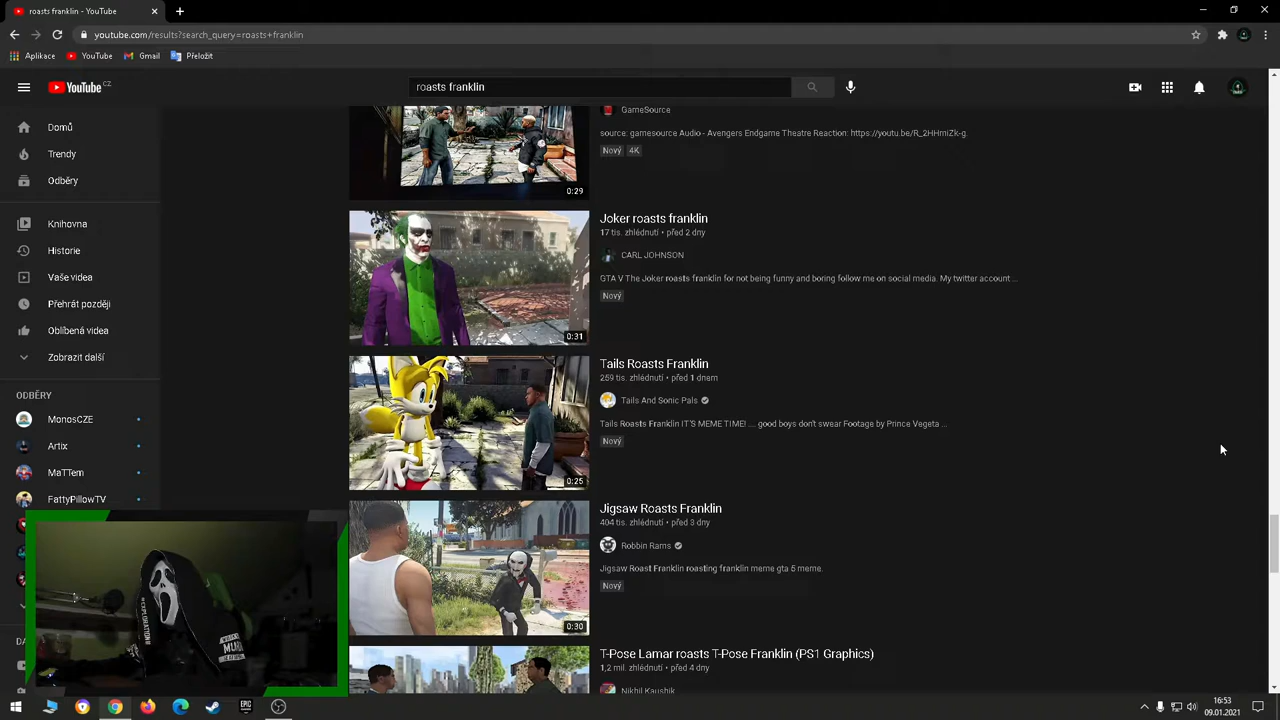 roasts franklin - YouTube
youtube.com/results?search_query=roasts+franklin
Aplikace YouTube Gmail Přeložit
YouTube CZ
roasts franklin
Domů
Trendy
Odběry
Knihovna
Historie
Vaše videa
Přehrát později
Oblíbená videa
Zobrazit další
ODBĚRY
MonosCZE
Artix
MaTTem
FattyPillowTV
GameSource
source: gamesource Audio - Avengers Endgame Theatre Reaction: https://youtu.be/R_2HHmiZk-g.
Nový 4K
0:29
Joker roasts franklin
17 tis. zhlédnutí • před 2 dny
CARL JOHNSON
GTA V The Joker roasts franklin for not being funny and boring follow me on social media. My twitter account ...
Nový
0:31
Tails Roasts Franklin
259 tis. zhlédnutí • před 1 dnem
Tails And Sonic Pals
Tails Roasts Franklin IT'S MEME TIME! .... good boys don't swear Footage by Prince Vegeta ...
Nový
0:25
Jigsaw Roasts Franklin
404 tis. zhlédnutí • před 3 dny
Robbin Rams
Jigsaw Roast Franklin roasting franklin meme gta 5 meme.
Nový
0:30
T-Pose Lamar roasts T-Pose Franklin (PS1 Graphics)
1,2 mil. zhlédnutí • před 4 dny
Nikhil Kaushik
DA
EPIC
16:53
09.01.2021